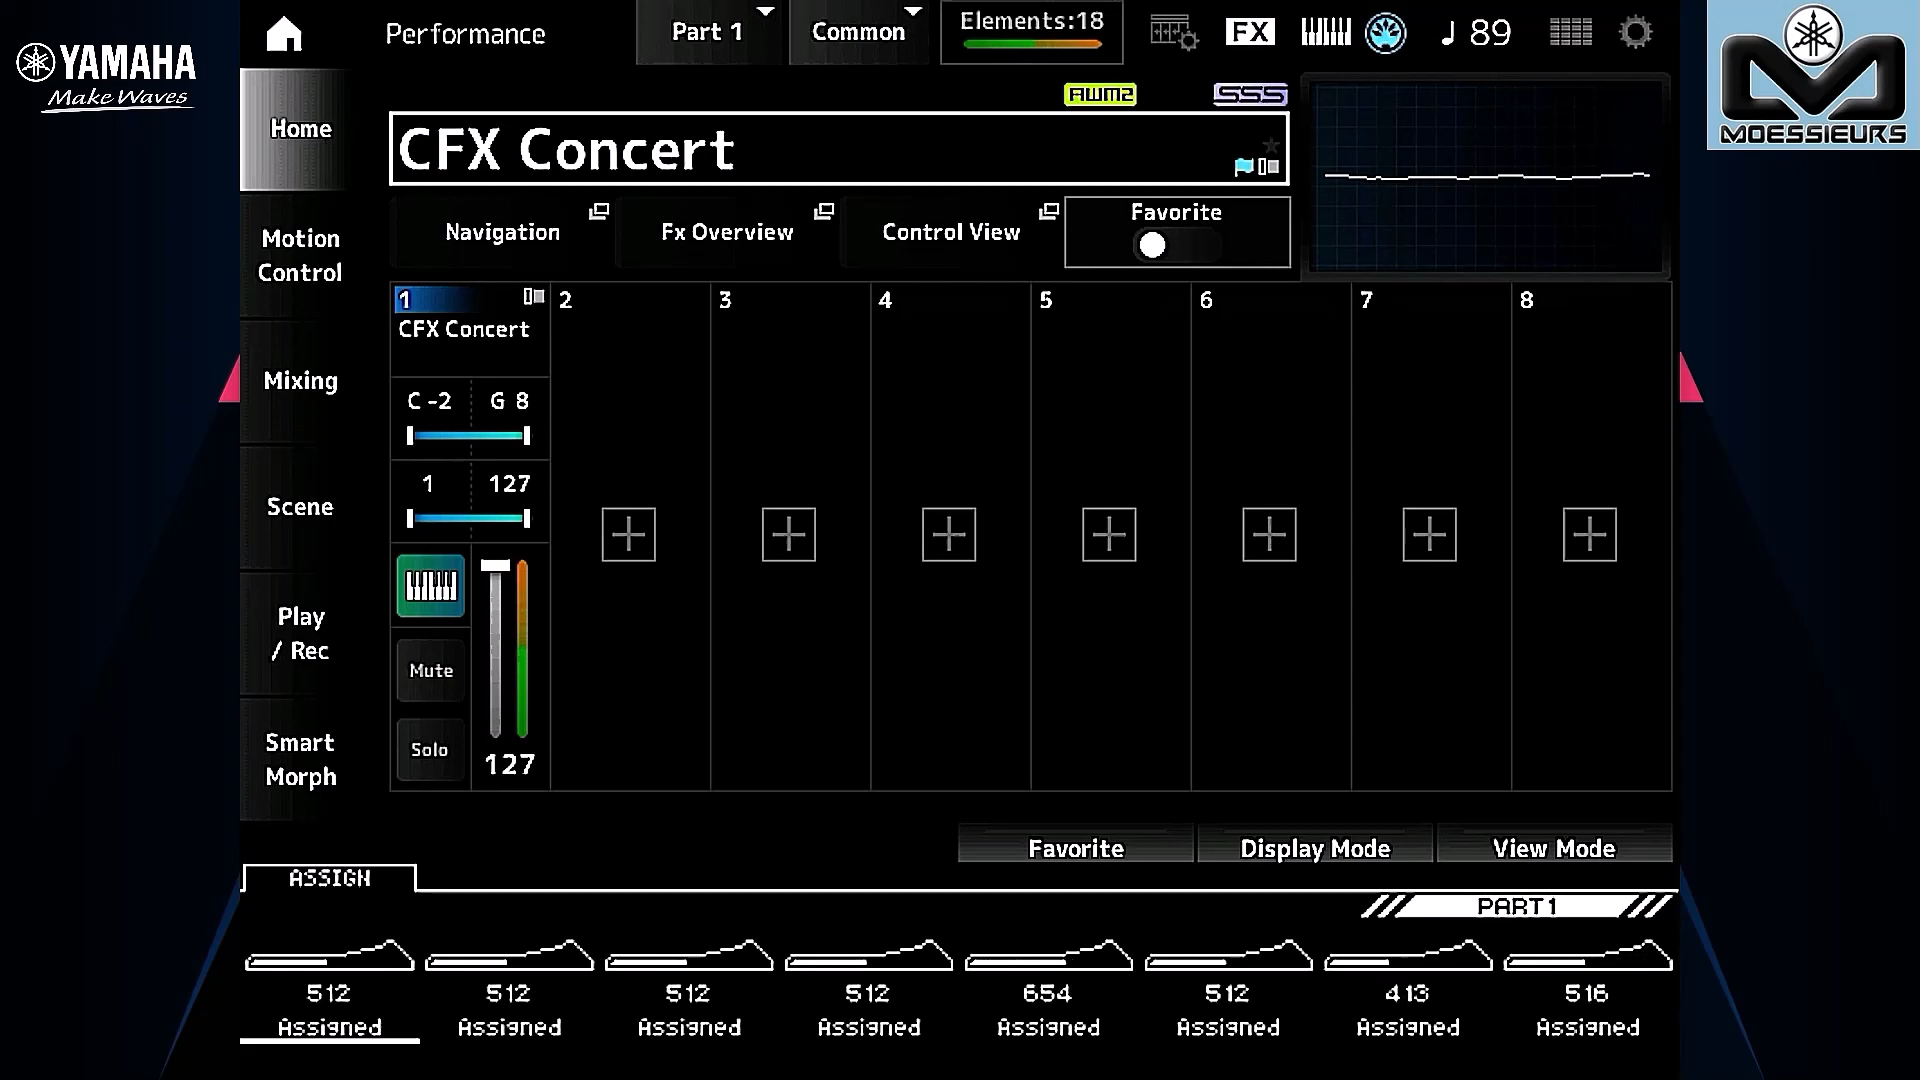 YAMAHA
Make Waves
Performance
Part 1
Common
Elements:18
FX
♩ 89
MOESSIEURS
AWM2
SSS
CFX Concert
Home
Navigation
Fx Overview
Control View
Favorite
Motion
Control
1
2
3
4
5
6
7
8
CFX Concert
Mixing
C -2
G 8
1
127
Scene
Play
/ Rec
Mute
Solo
127
Smart
Morph
Favorite
Display Mode
View Mode
ASSIGN
PART1
512
512
512
512
654
512
413
516
Assigned
Assigned
Assigned
Assigned
Assigned
Assigned
Assigned
Assigned